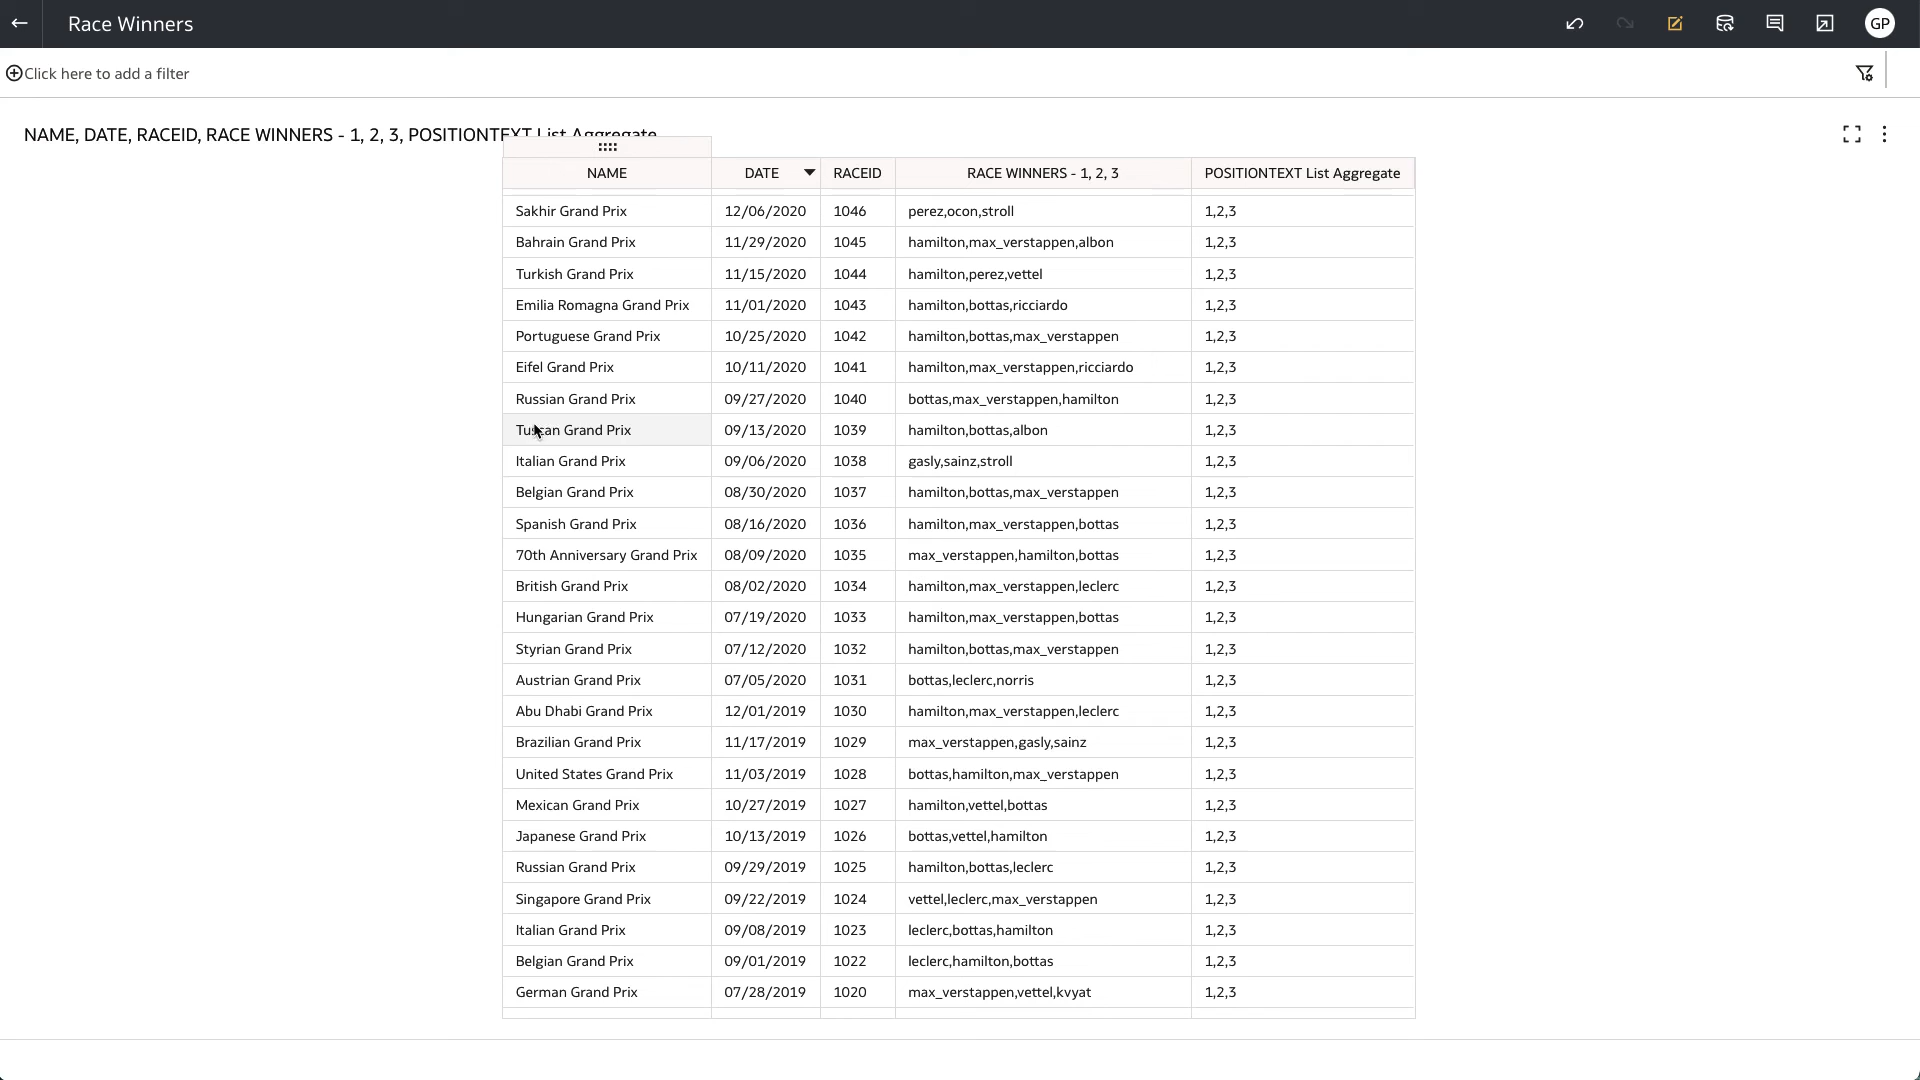 Race Winners
GP
Click here to add a filter
NAME, DATE, RACEID, RACE WINNERS - 1, 2, 3, POSITIONTEXT List Aggregate
NAME DATE RACEID RACE WINNERS - 1, 2, 3 POSITIONTEXT List Aggregate
Sakhir Grand Prix 12/06/2020 1046 perez,ocon,stroll 1,2,3
Bahrain Grand Prix 11/29/2020 1045 hamilton,max_verstappen,albon 1,2,3
Turkish Grand Prix 11/15/2020 1044 hamilton,perez,vettel 1,2,3
Emilia Romagna Grand Prix 11/01/2020 1043 hamilton,bottas,ricciardo 1,2,3
Portuguese Grand Prix 10/25/2020 1042 hamilton,bottas,max_verstappen 1,2,3
Eifel Grand Prix 10/11/2020 1041 hamilton,max_verstappen,ricciardo 1,2,3
Russian Grand Prix 09/27/2020 1040 bottas,max_verstappen,hamilton 1,2,3
Tuscan Grand Prix 09/13/2020 1039 hamilton,bottas,albon 1,2,3
Italian Grand Prix 09/06/2020 1038 gasly,sainz,stroll 1,2,3
Belgian Grand Prix 08/30/2020 1037 hamilton,bottas,max_verstappen 1,2,3
Spanish Grand Prix 08/16/2020 1036 hamilton,max_verstappen,bottas 1,2,3
70th Anniversary Grand Prix 08/09/2020 1035 max_verstappen,hamilton,bottas 1,2,3
British Grand Prix 08/02/2020 1034 hamilton,max_verstappen,leclerc 1,2,3
Hungarian Grand Prix 07/19/2020 1033 hamilton,max_verstappen,bottas 1,2,3
Styrian Grand Prix 07/12/2020 1032 hamilton,bottas,max_verstappen 1,2,3
Austrian Grand Prix 07/05/2020 1031 bottas,leclerc,norris 1,2,3
Abu Dhabi Grand Prix 12/01/2019 1030 hamilton,max_verstappen,leclerc 1,2,3
Brazilian Grand Prix 11/17/2019 1029 max_verstappen,gasly,sainz 1,2,3
United States Grand Prix 11/03/2019 1028 bottas,hamilton,max_verstappen 1,2,3
Mexican Grand Prix 10/27/2019 1027 hamilton,vettel,bottas 1,2,3
Japanese Grand Prix 10/13/2019 1026 bottas,vettel,hamilton 1,2,3
Russian Grand Prix 09/29/2019 1025 hamilton,bottas,leclerc 1,2,3
Singapore Grand Prix 09/22/2019 1024 vettel,leclerc,max_verstappen 1,2,3
Italian Grand Prix 09/08/2019 1023 leclerc,bottas,hamilton 1,2,3
Belgian Grand Prix 09/01/2019 1022 leclerc,hamilton,bottas 1,2,3
German Grand Prix 07/28/2019 1020 max_verstappen,vettel,kvyat 1,2,3